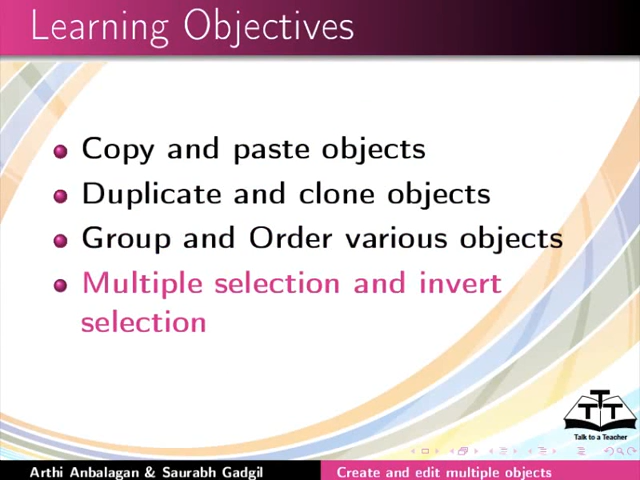 Learning Objectives
Copy and paste objects
Duplicate and clone objects
Group and Order various objects
Multiple selection and invert
selection
TTT
Talk to a Teacher
Arthi Anbalagan & Saurabh Gadgil
Create and edit multiple objects